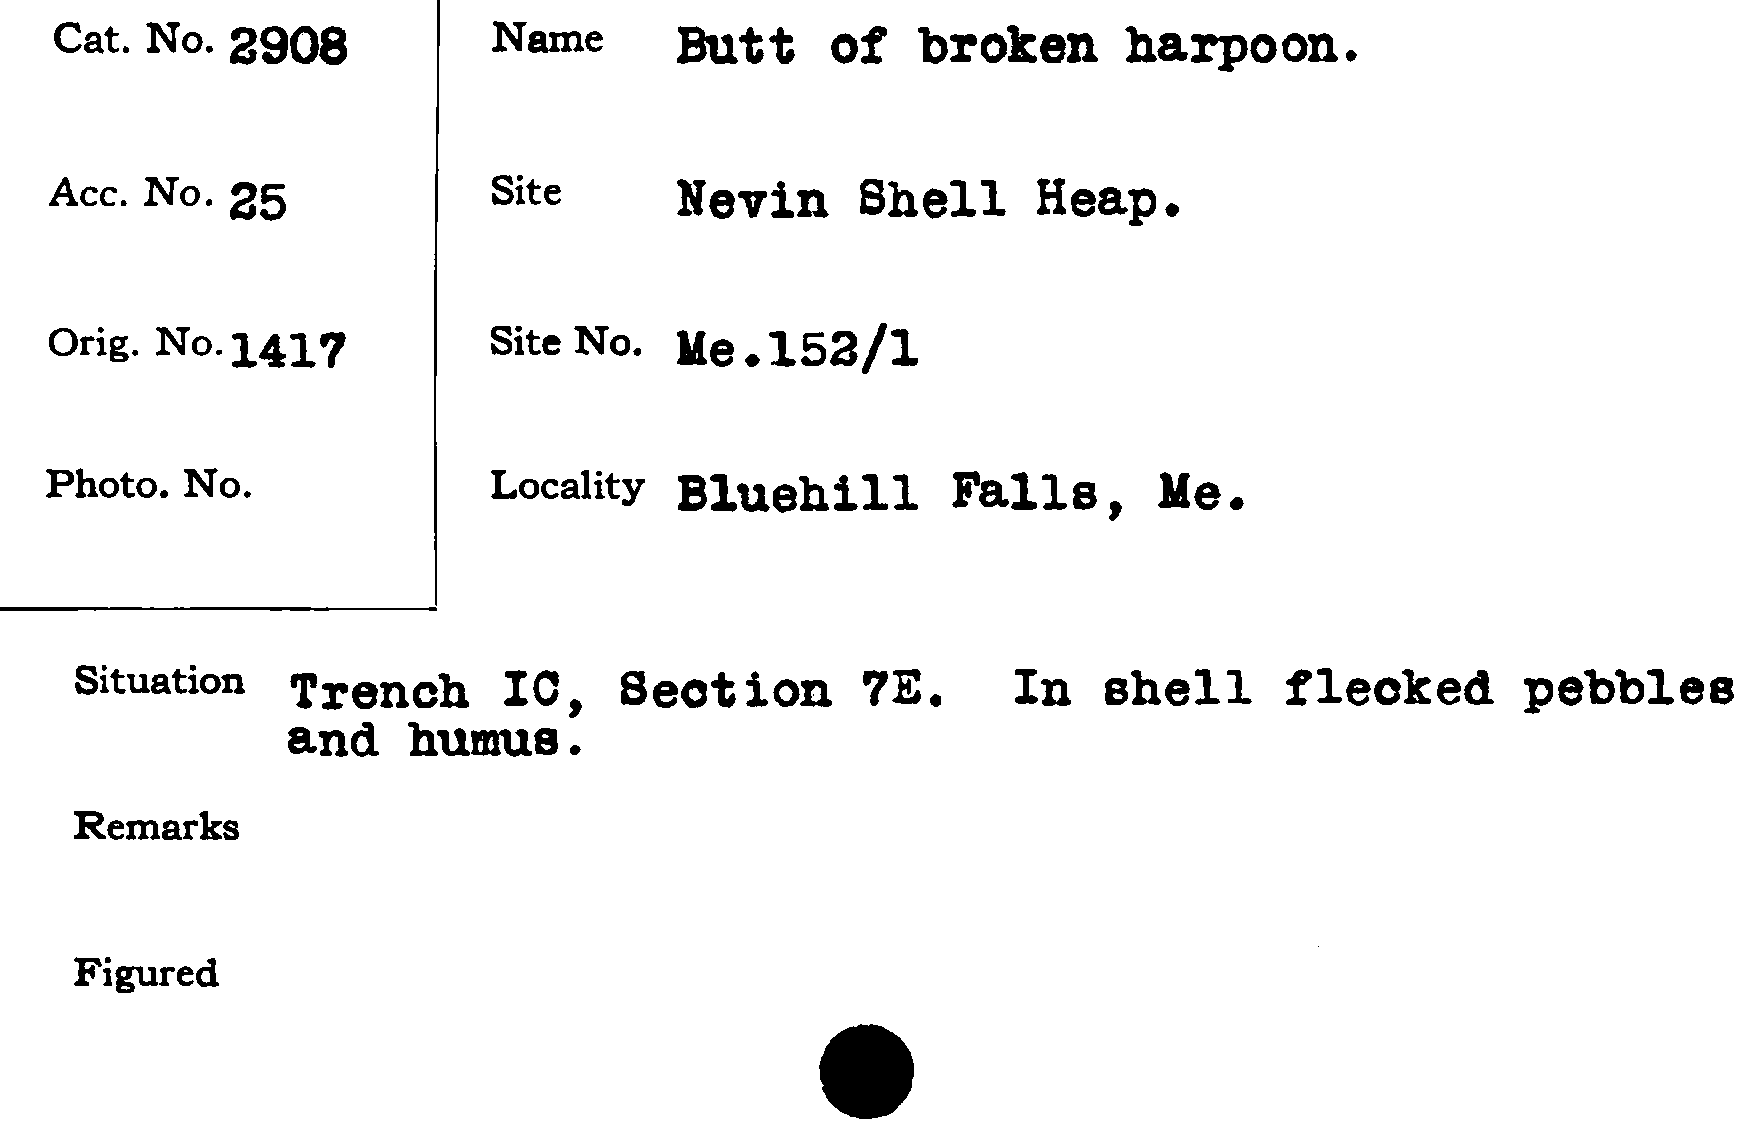 Cat. No. 2908
Name Butt of broken harpoon.
Acc. No. 25
Site Nevin Shell Heap.
Orig. No. 1417
Site No. Me.152/1
Photo. No.
Locality Bluehill Falls, Me.
Situation Trench IC, Section 7E. In shell flecked pebbles
and humus.
Remarks
Figured